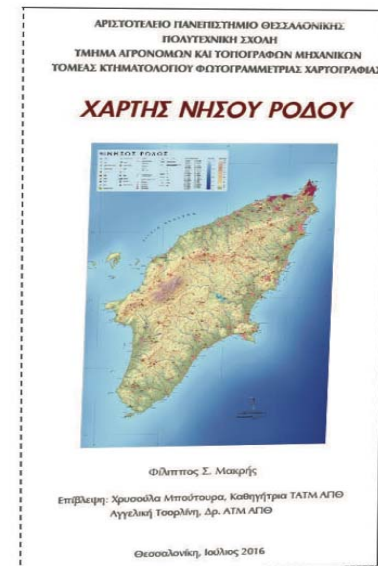 ΑΡΙΣΤΟΤΕΛΕΙΟ ΠΑΝΕΠΙΣΤΗΜΙΟ ΘΕΣΣΑΛΟΝΙΚΗΣ
ΠΟΛΥΤΕΧΝΙΚΗ ΣΧΟΛΗ
ΤΜΗΜΑ ΑΓΡΟΝΟΜΩΝ ΚΑΙ ΤΟΠΟΓΡΑΦΩΝ ΜΗΧΑΝΙΚΩΝ
ΤΟΜΕΑΣ ΚΤΗΜΑΤΟΛΟΓΙΟΥ ΦΩΤΟΓΡΑΜΜΕΤΡΙΑΣ ΧΑΡΤΟΓΡΑΦΙΑΣ
ΧΑΡΤΗΣ ΝΗΣΟΥ ΡΟΔΟΥ
ΝΗΣΟΣ ΡΟΔΟΣ
Φίλιππος Σ. Μακρής
Επίβλεψη: Χρυσούλα Μπούτουρα, Καθηγήτρια ΤΑΤΜ ΑΠΘ
Αγγελική Τσορλίνη, Δρ. ΑΤΜ ΑΠΘ
Θεσσαλονίκη, Ιούλιος 2016